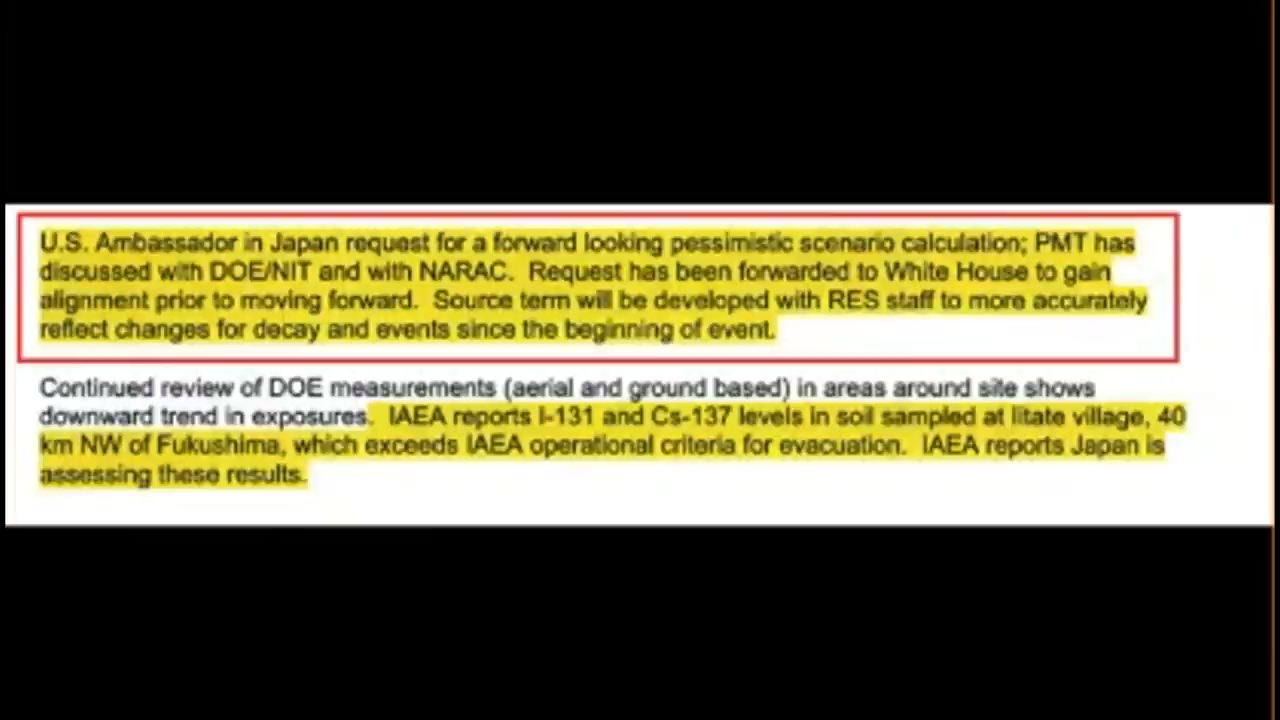 U.S. Ambassador in Japan request for a forward looking pessimistic scenario calculation; PMT has
discussed with DOE/NIT and with NARAC. Request has been forwarded to White House to gain
alignment prior to moving forward. Source term will be developed with RES staff to more accurately
reflect changes for decay and events since the beginning of event.
Continued review of DOE measurements (aerial and ground based) in areas around site shows
downward trend in exposures. IAEA reports I-131 and Cs-137 levels in soil sampled at Iitate village, 40
km NW of Fukushima, which exceeds IAEA operational criteria for evacuation. IAEA reports Japan is
assessing these results.